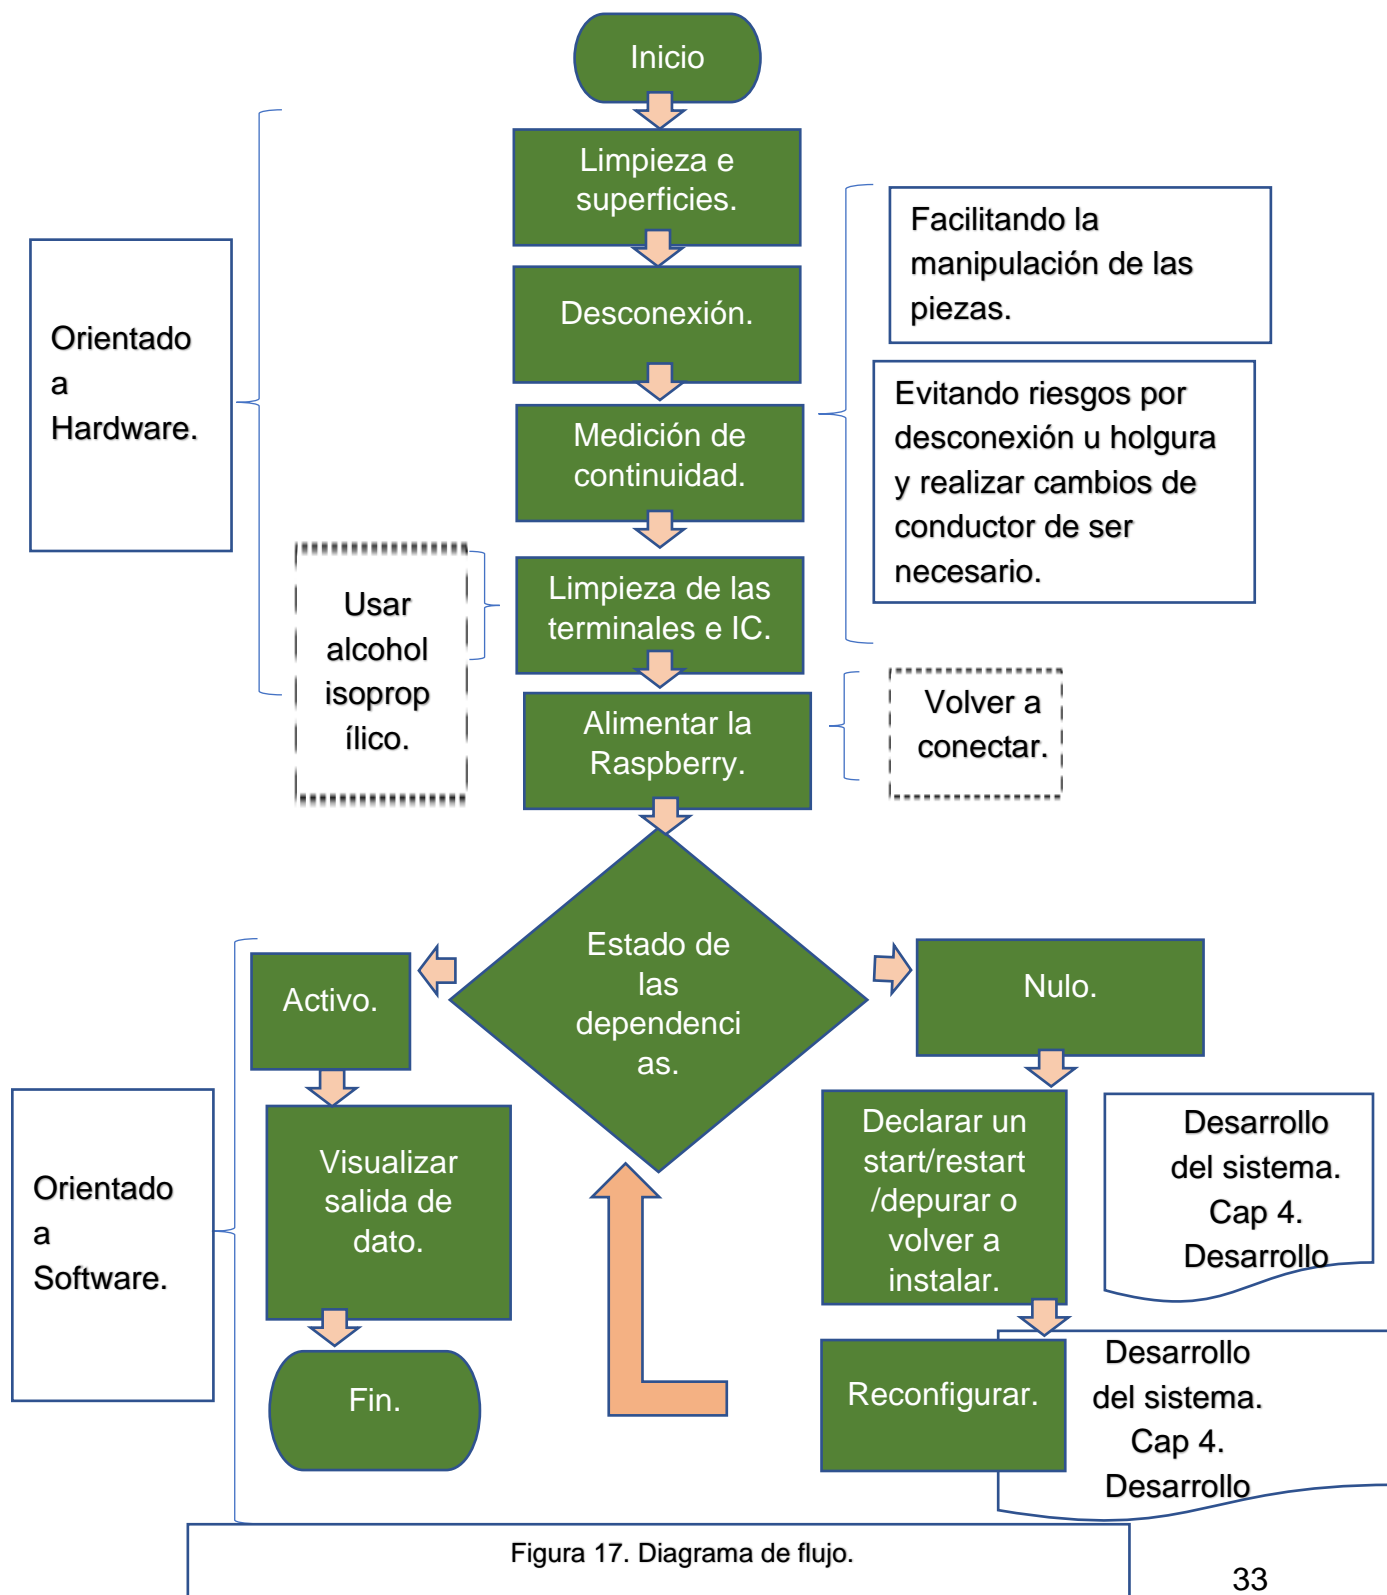 Inicio
Limpieza e
superficies.
Facilitando la
manipulación de las
piezas.
Desconexión.
Orientado
a
Hardware.
Evitando riesgos por
desconexión u holgura
y realizar cambios de
conductor de ser
necesario.
Medición de
continuidad.
Usar
alcohol
isoprop
ílico.
Limpieza de las
terminales e IC.
Alimentar la
Raspberry.
Volver a
conectar.
Estado de
las
dependenci
as.
Activo.
Nulo.
Orientado
a
Software.
Visualizar
salida de
dato.
Declarar un
start/restart
/depurar o
volver a
instalar.
Desarrollo
del sistema.
Cap 4.
Desarrollo
Fin.
Reconfigurar.
Desarrollo
del sistema.
Cap 4.
Desarrollo
Figura 17. Diagrama de flujo.
33